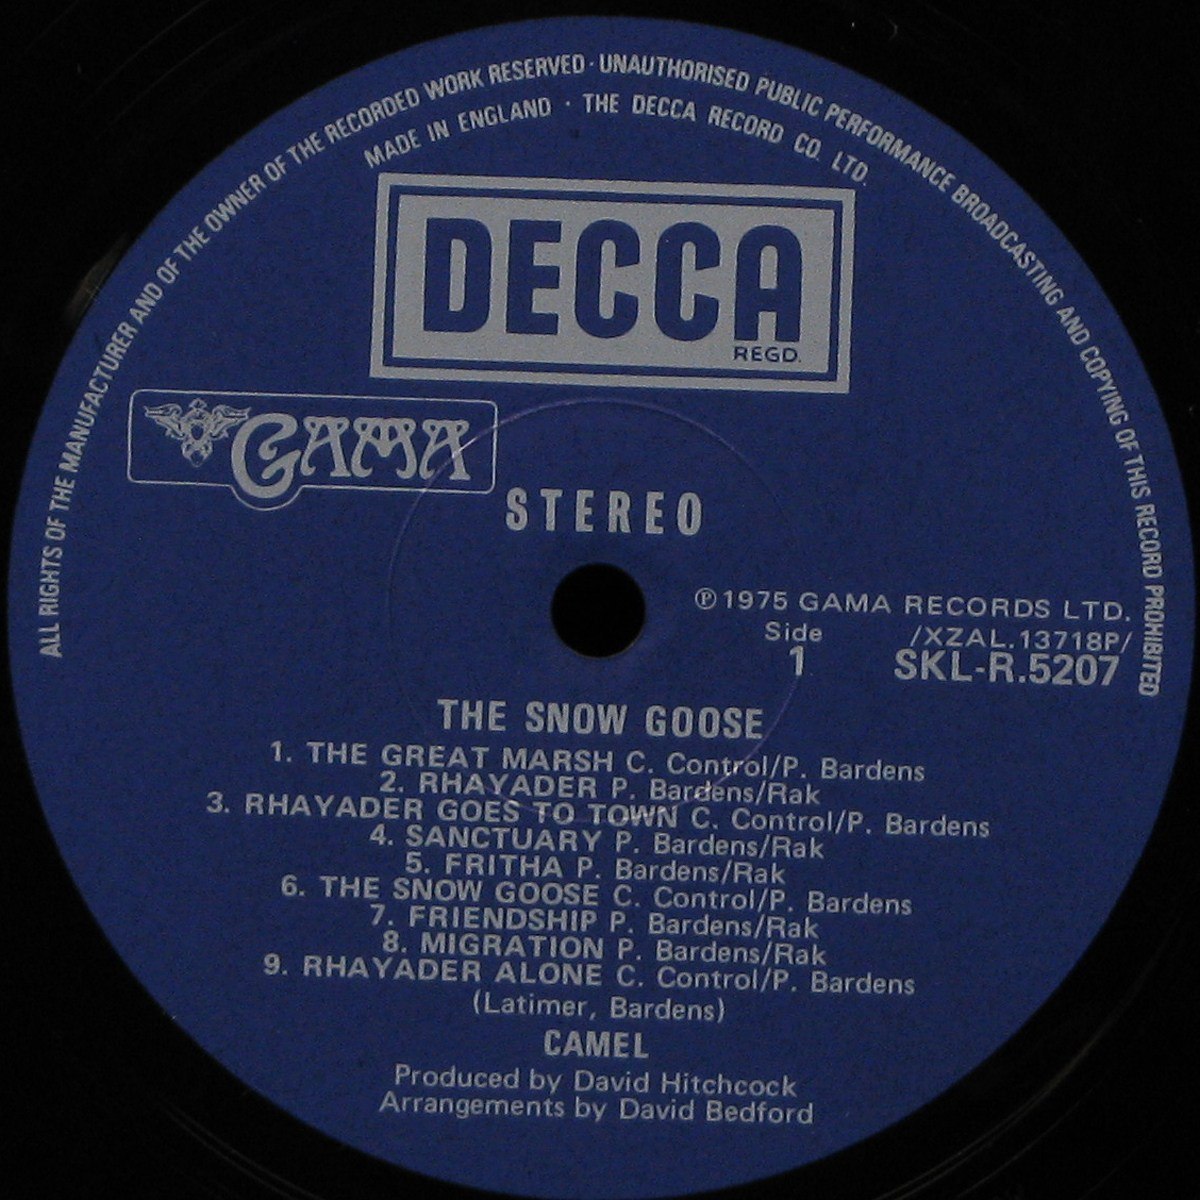 ALL RIGHTS OF THE MANUFACTURER AND OF THE OWNER OF THE RECORDED WORK RESERVED · UNAUTHORISED PUBLIC PERFORMANCE BROADCASTING AND COPYING OF THIS RECORD PROHIBITED
MADE IN ENGLAND · THE DECCA RECORD CO. LTD.
DECCA
REGD.
GAMA
STEREO
℗ 1975 GAMA RECORDS LTD.
Side /XZAL.13718P/
1 SKL-R.5207
THE SNOW GOOSE
1. THE GREAT MARSH C. Control/P. Bardens
2. RHAYADER P. Bardens/Rak
3. RHAYADER GOES TO TOWN C. Control/P. Bardens
4. SANCTUARY P. Bardens/Rak
5. FRITHA P. Bardens/Rak
6. THE SNOW GOOSE C. Control/P. Bardens
7. FRIENDSHIP P. Bardens/Rak
8. MIGRATION P. Bardens/Rak
9. RHAYADER ALONE C. Control/P. Bardens
(Latimer, Bardens)
CAMEL
Produced by David Hitchcock
Arrangements by David Bedford